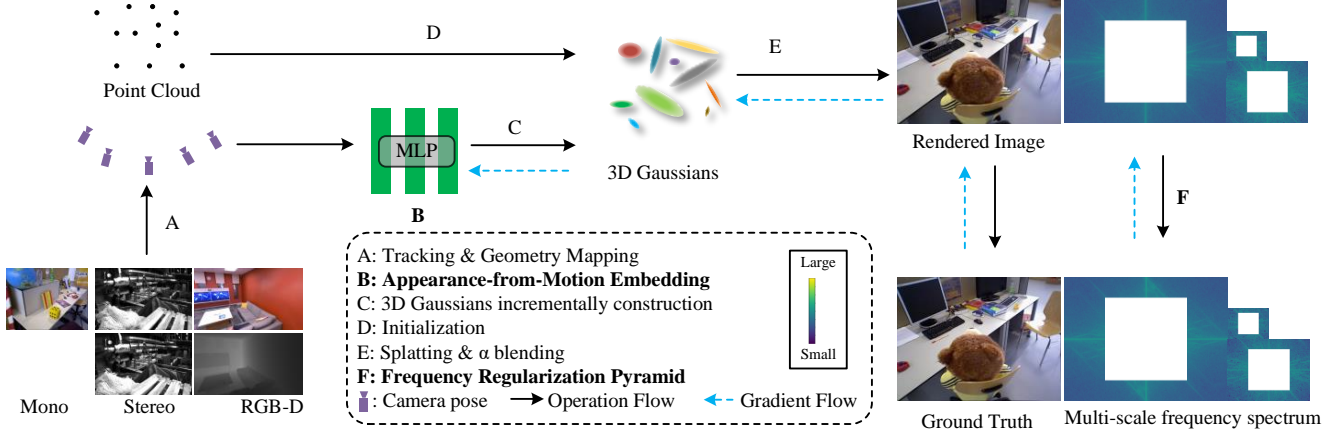 D
E
Point Cloud
MLP
C
3D Gaussians
Rendered Image
B
A
F
A: Tracking & Geometry Mapping
B: Appearance-from-Motion Embedding
C: 3D Gaussians incrementally construction
D: Initialization
E: Splatting & α blending
F: Frequency Regularization Pyramid
: Camera pose
Operation Flow
Gradient Flow
Large
Small
Mono
Stereo
RGB-D
Ground Truth
Multi-scale frequency spectrum